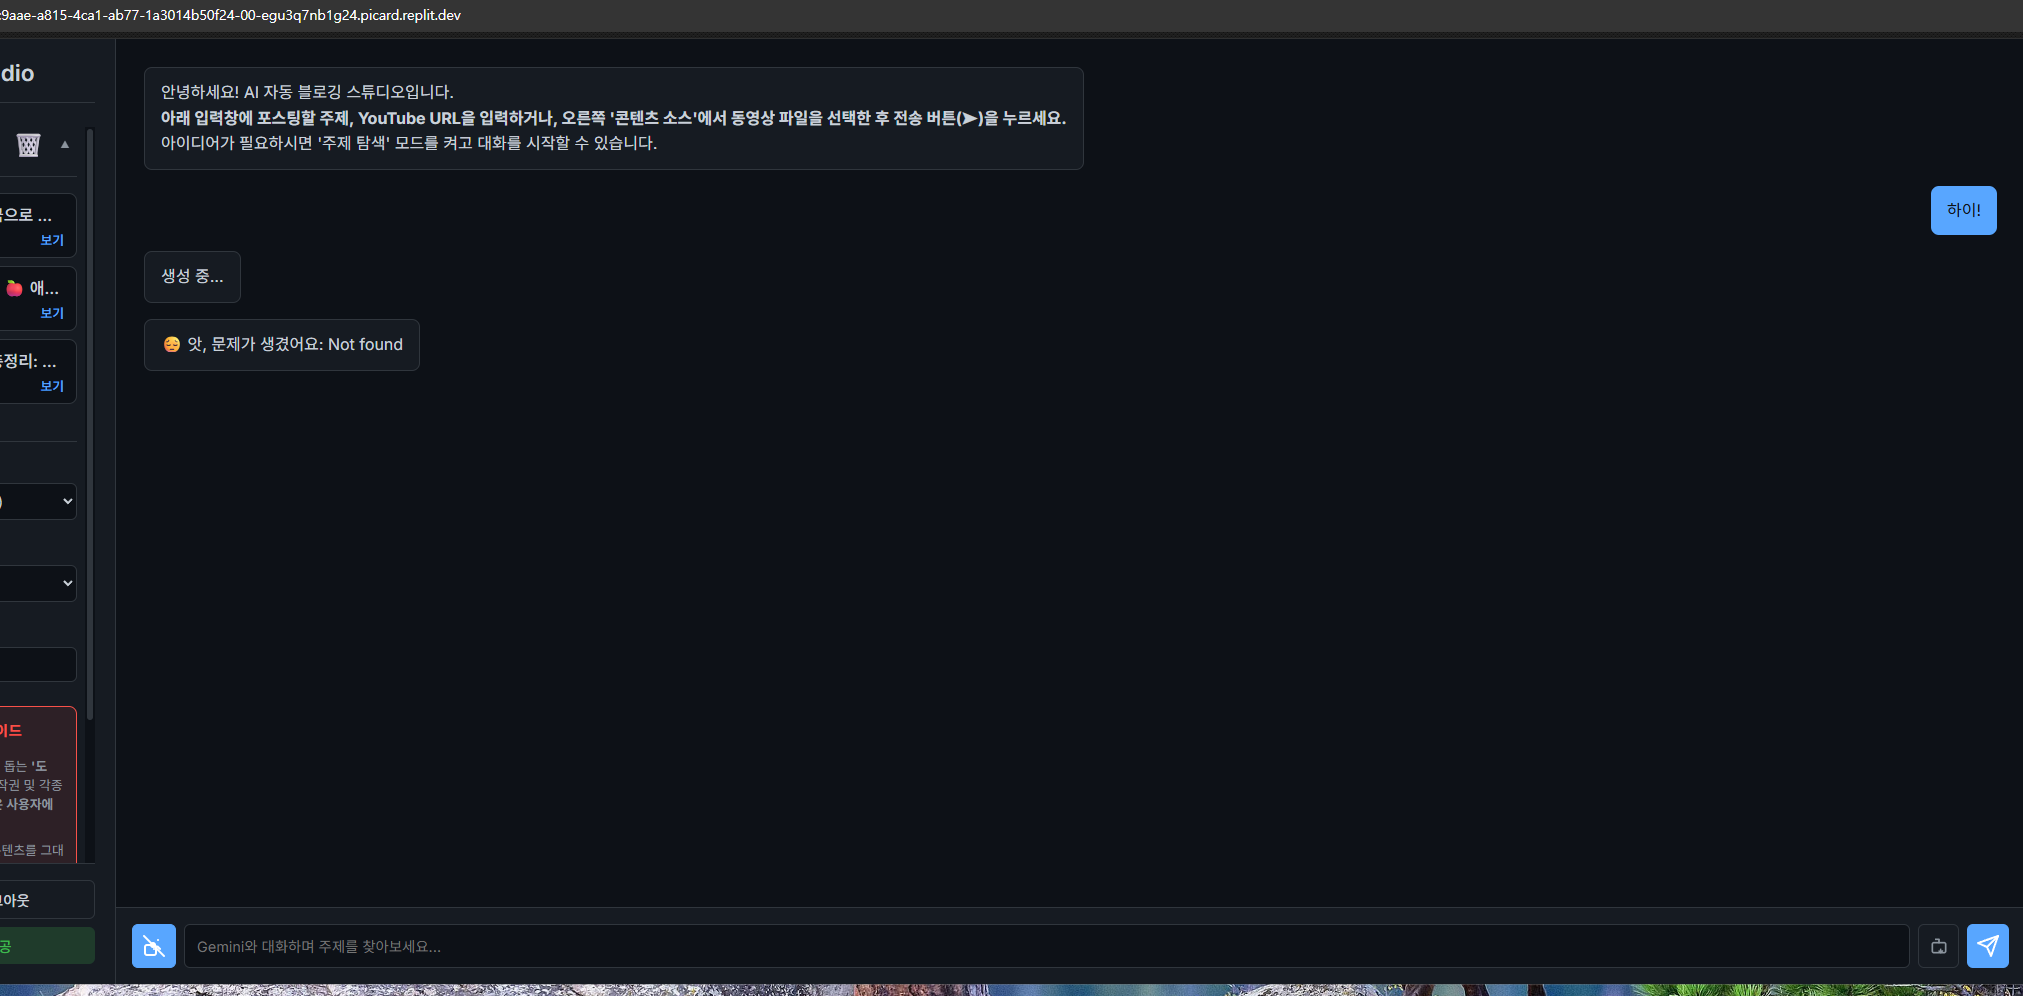 9aae-a815-4ca1-ab77-1a3014b50f24-00-egu3q7nb1g24.picard.replit.dev
dio
으로 ...
보기
애...
보기
정리: ...
보기
)
이드
돕는 '도
작권 및 각종
사용자에
텐츠를 그대
아웃
공
안녕하세요! AI 자동 블로깅 스튜디오입니다.
아래 입력창에 포스팅할 주제, YouTube URL을 입력하거나, 오른쪽 '콘텐츠 소스'에서 동영상 파일을 선택한 후 전송 버튼(➤)을 누르세요.
아이디어가 필요하시면 '주제 탐색' 모드를 켜고 대화를 시작할 수 있습니다.
하이!
생성 중...
앗, 문제가 생겼어요: Not found
Gemini와 대화하며 주제를 찾아보세요...